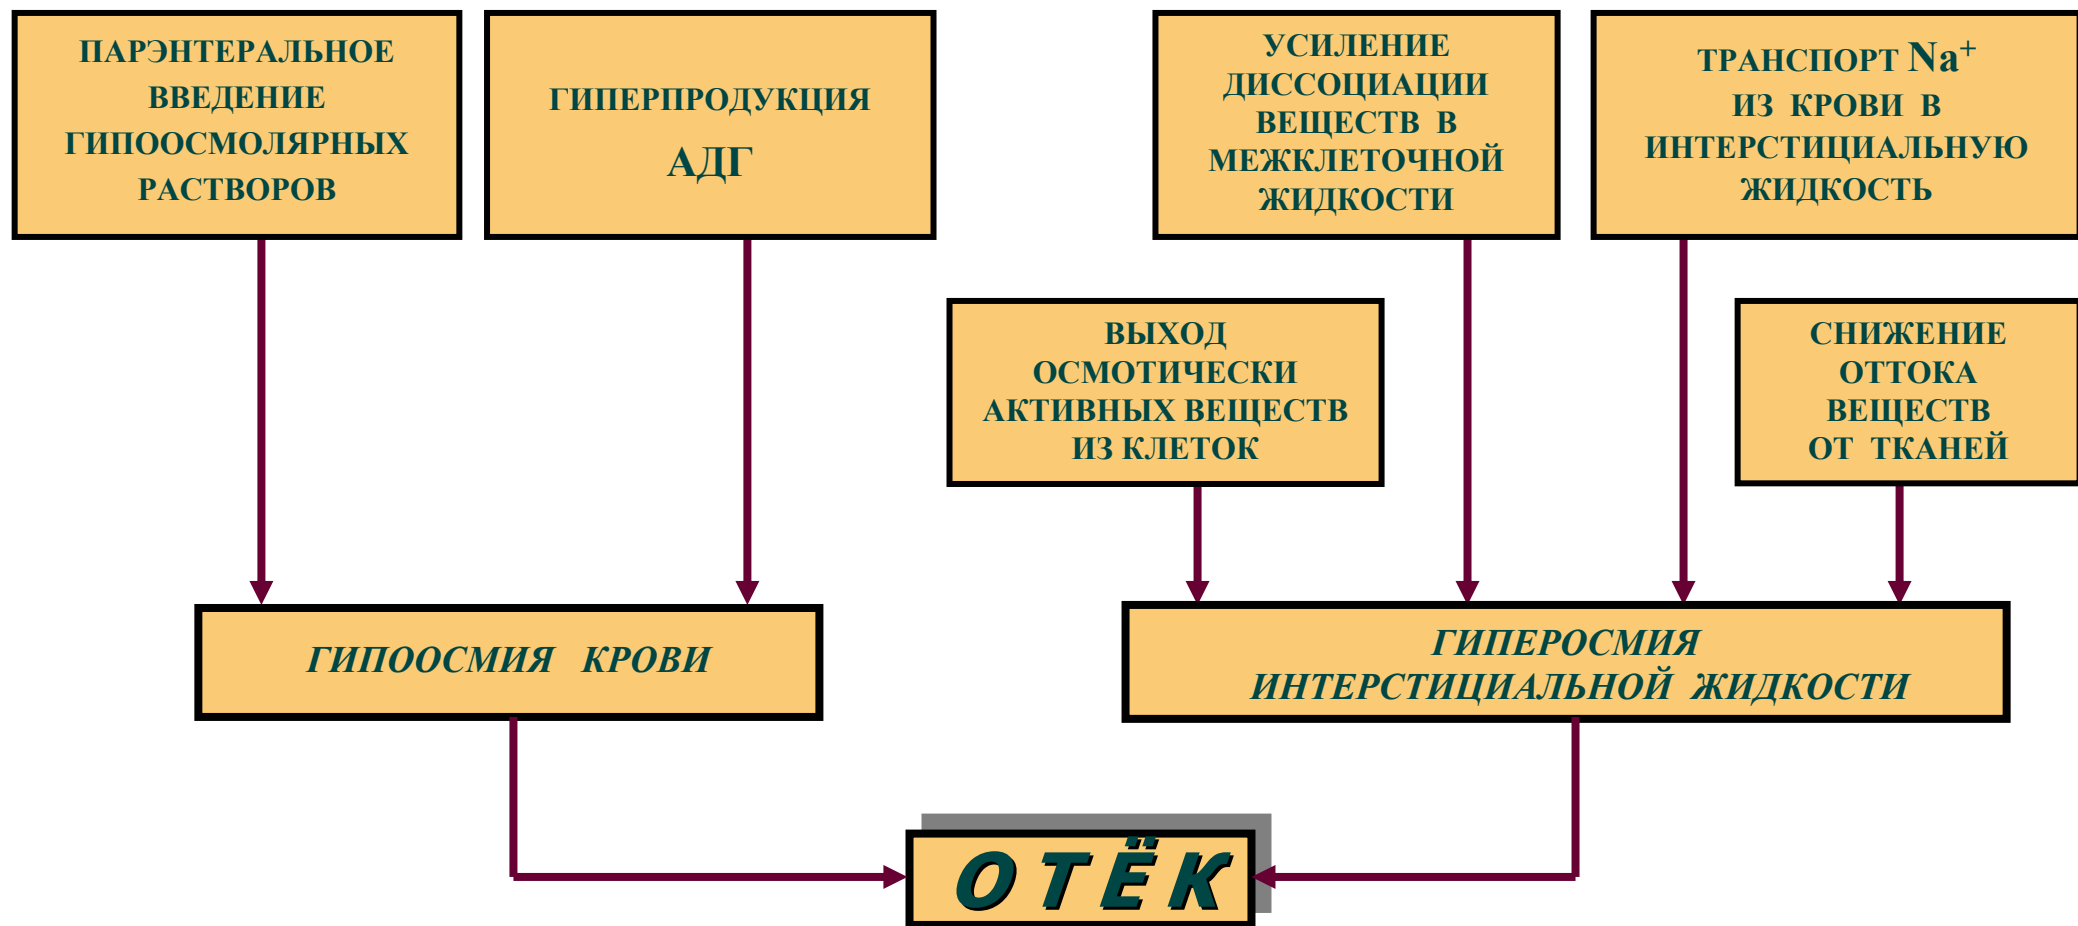 ПАРЭНТЕРАЛЬНОЕ
ВВЕДЕНИЕ
ГИПООСМОЛЯРНЫХ
РАСТВОРОВ
ГИПЕРПРОДУКЦИЯ
АДГ
УСИЛЕНИЕ
ДИССОЦИАЦИИ
ВЕЩЕСТВ В
МЕЖКЛЕТОЧНОЙ
ЖИДКОСТИ
ТРАНСПОРТ Na⁺
ИЗ КРОВИ В
ИНТЕРСТИЦИАЛЬНУЮ
ЖИДКОСТЬ
ВЫХОД
ОСМОТИЧЕСКИ
АКТИВНЫХ ВЕЩЕСТВ
ИЗ КЛЕТОК
СНИЖЕНИЕ
ОТТОКА
ВЕЩЕСТВ
ОТ ТКАНЕЙ
ГИПООСМИЯ КРОВИ
ГИПЕРОСМИЯ
ИНТЕРСТИЦИАЛЬНОЙ ЖИДКОСТИ
ОТЁК